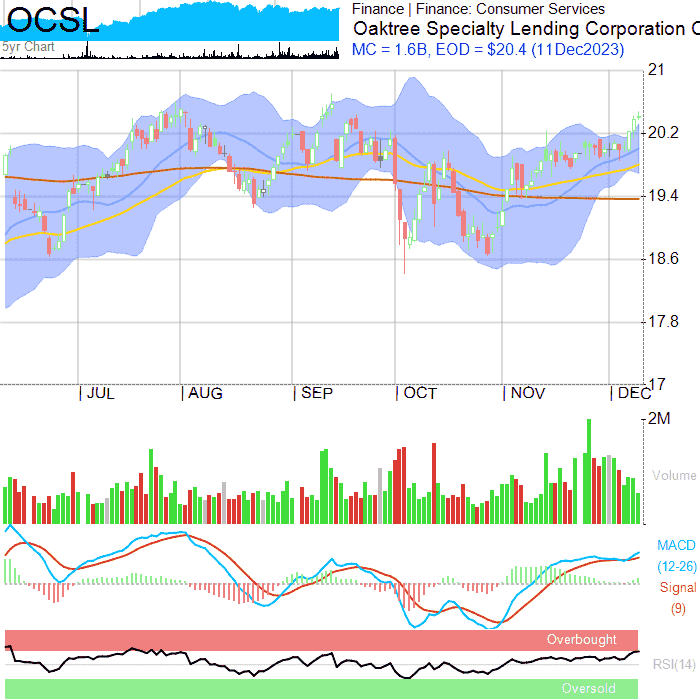 OCSL
5yr Chart
Finance | Finance: Consumer Services
Oaktree Specialty Lending Corporation C
MC = 1.6B, EOD = $20.4 (11Dec2023)
21
20.2
19.4
18.6
17.8
17
JUL
AUG
SEP
OCT
NOV
DEC
2M
Volume
MACD
(12-26)
Signal
(9)
Overbought
RSI(14)
Oversold